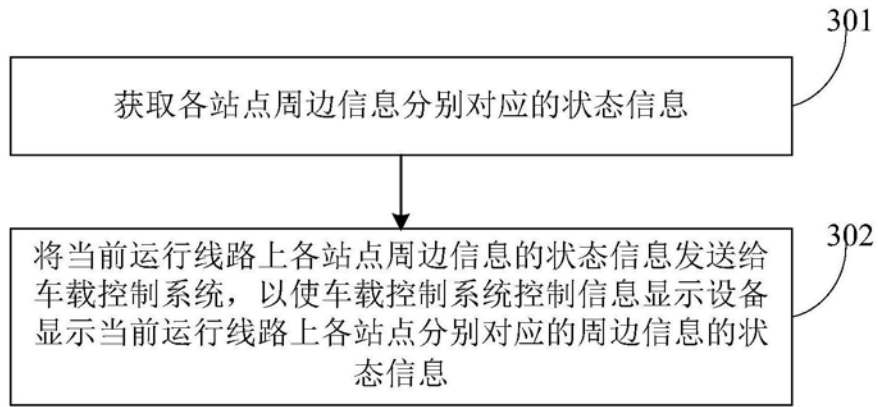 301
获取各站点周边信息分别对应的状态信息
302
将当前运行线路上各站点周边信息的状态信息发送给
车载控制系统，以使车载控制系统控制信息显示设备
显示当前运行线路上各站点分别对应的周边信息的状
态信息